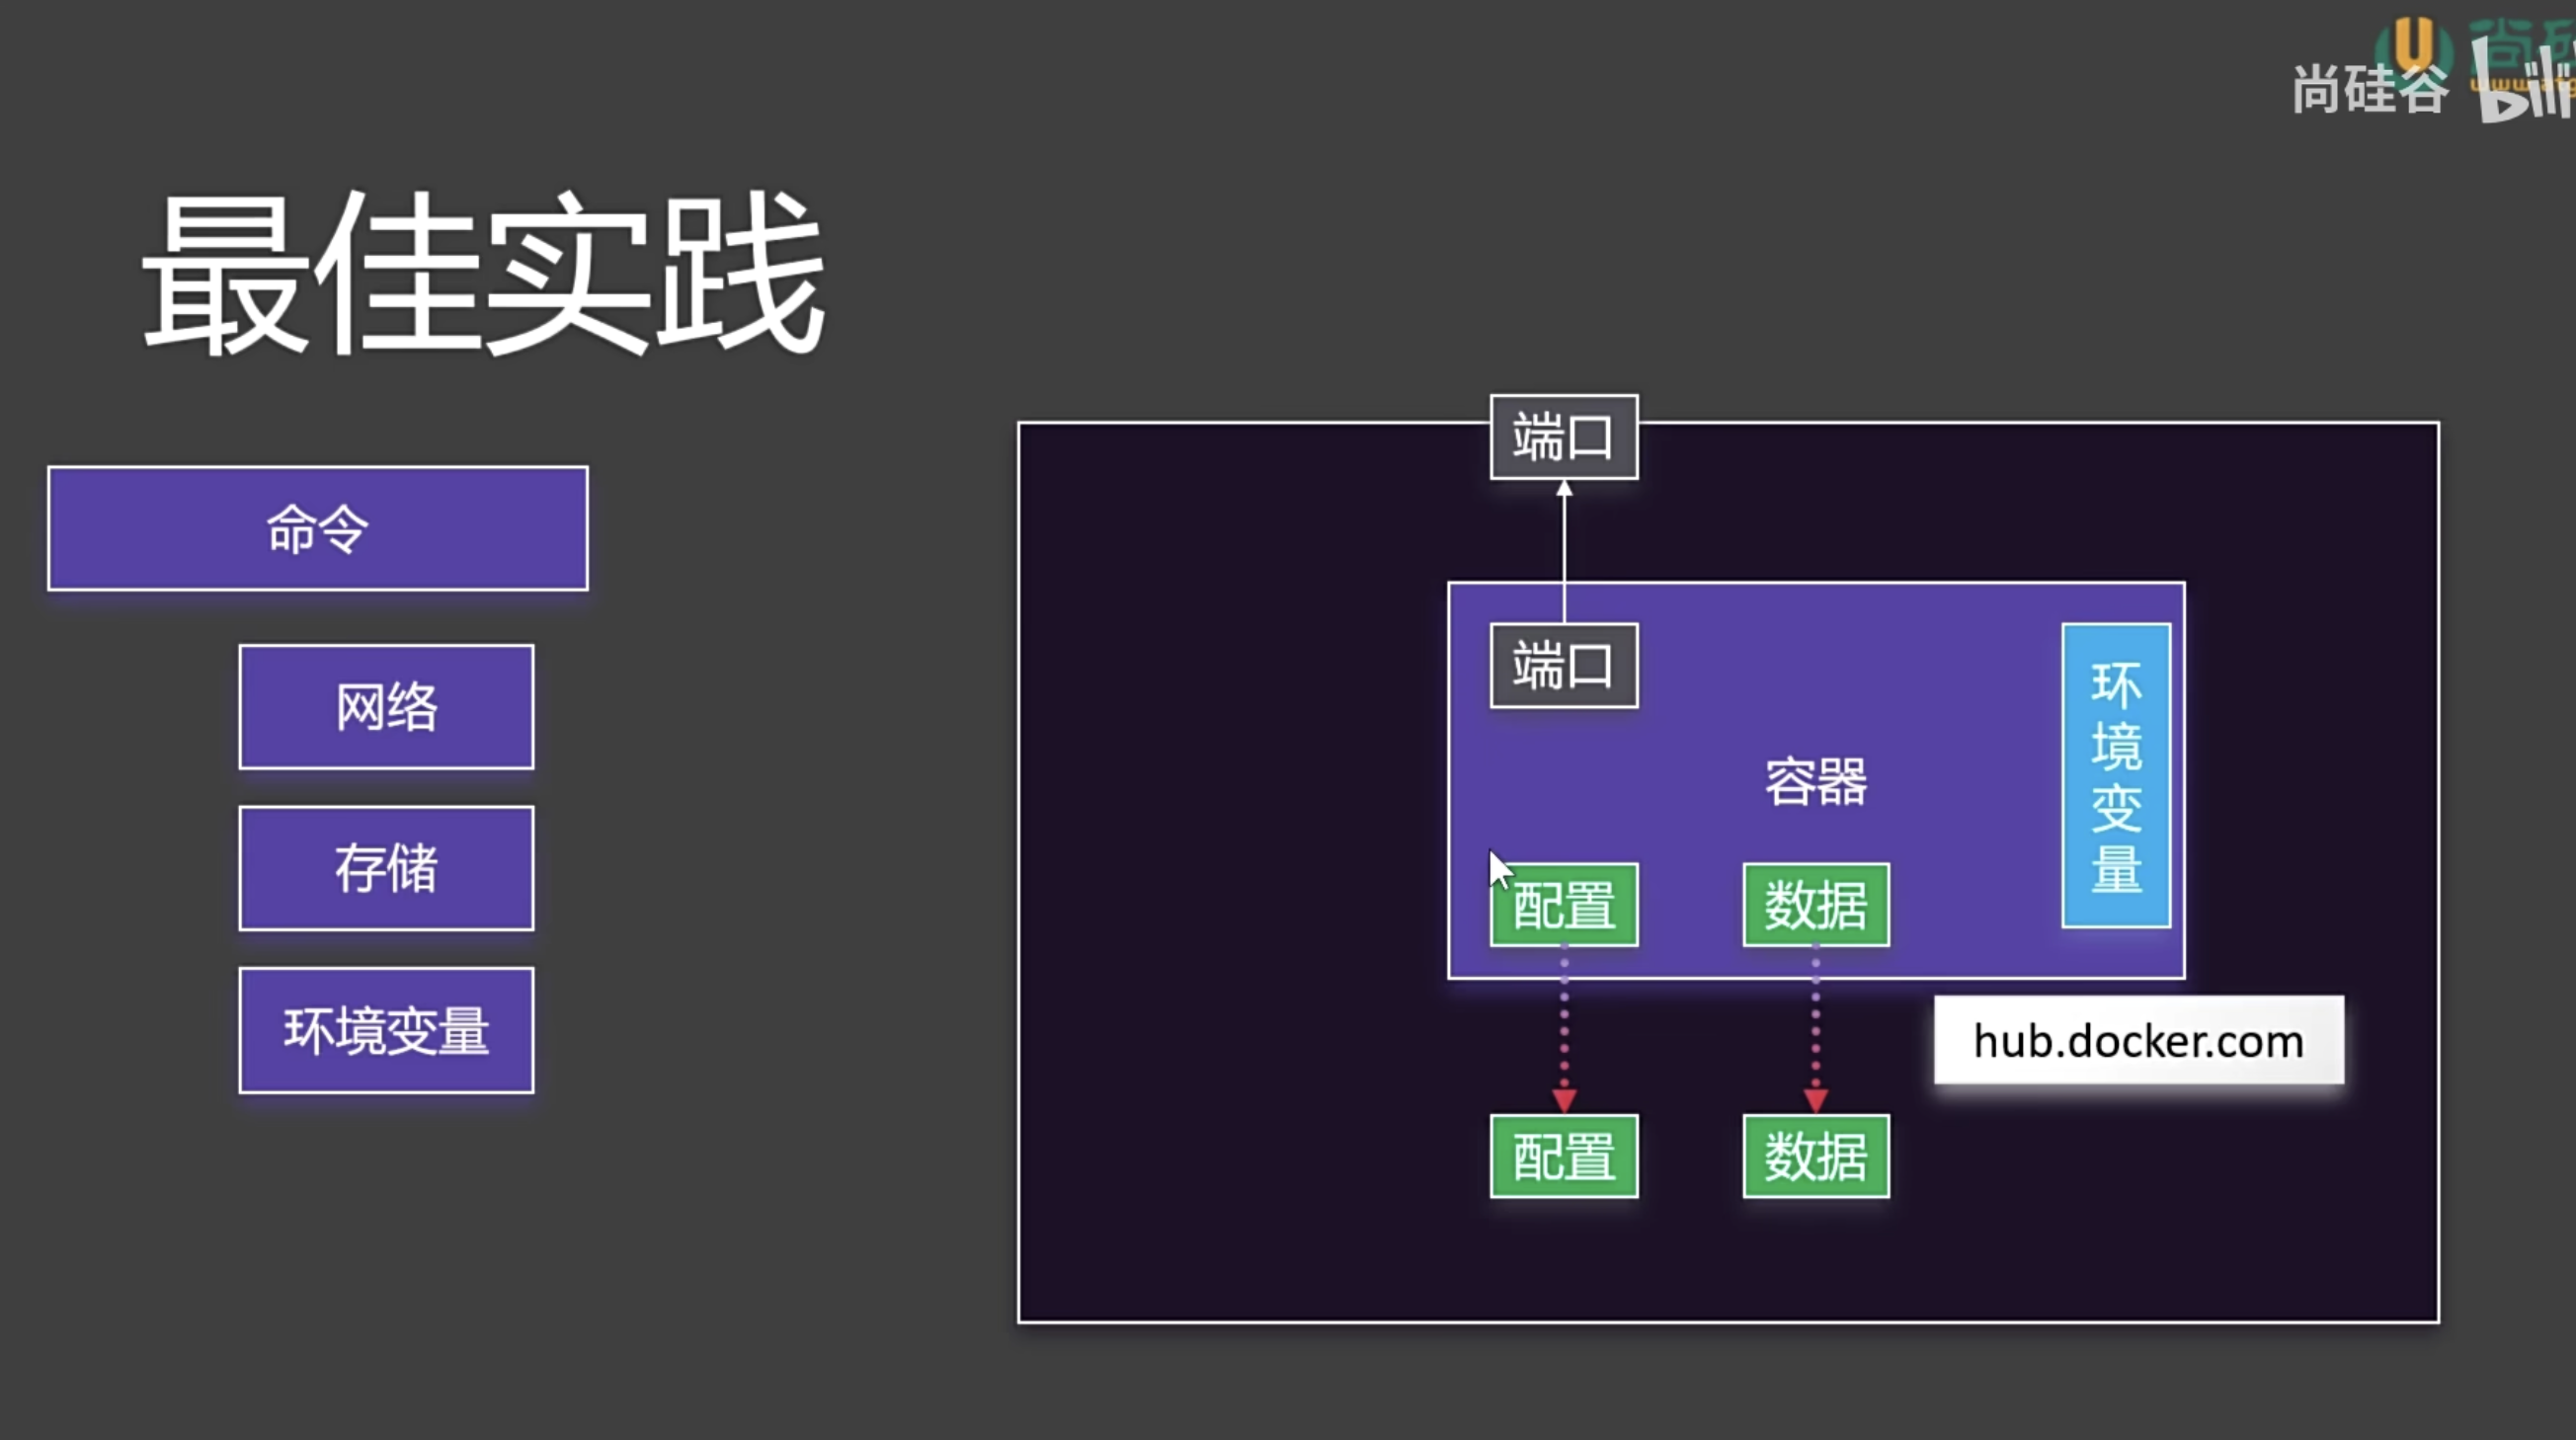 尚硅谷
最佳实践
命令
网络
存储
环境变量
端口
端口
容器
环境变量
配置
数据
hub.docker.com
配置
数据